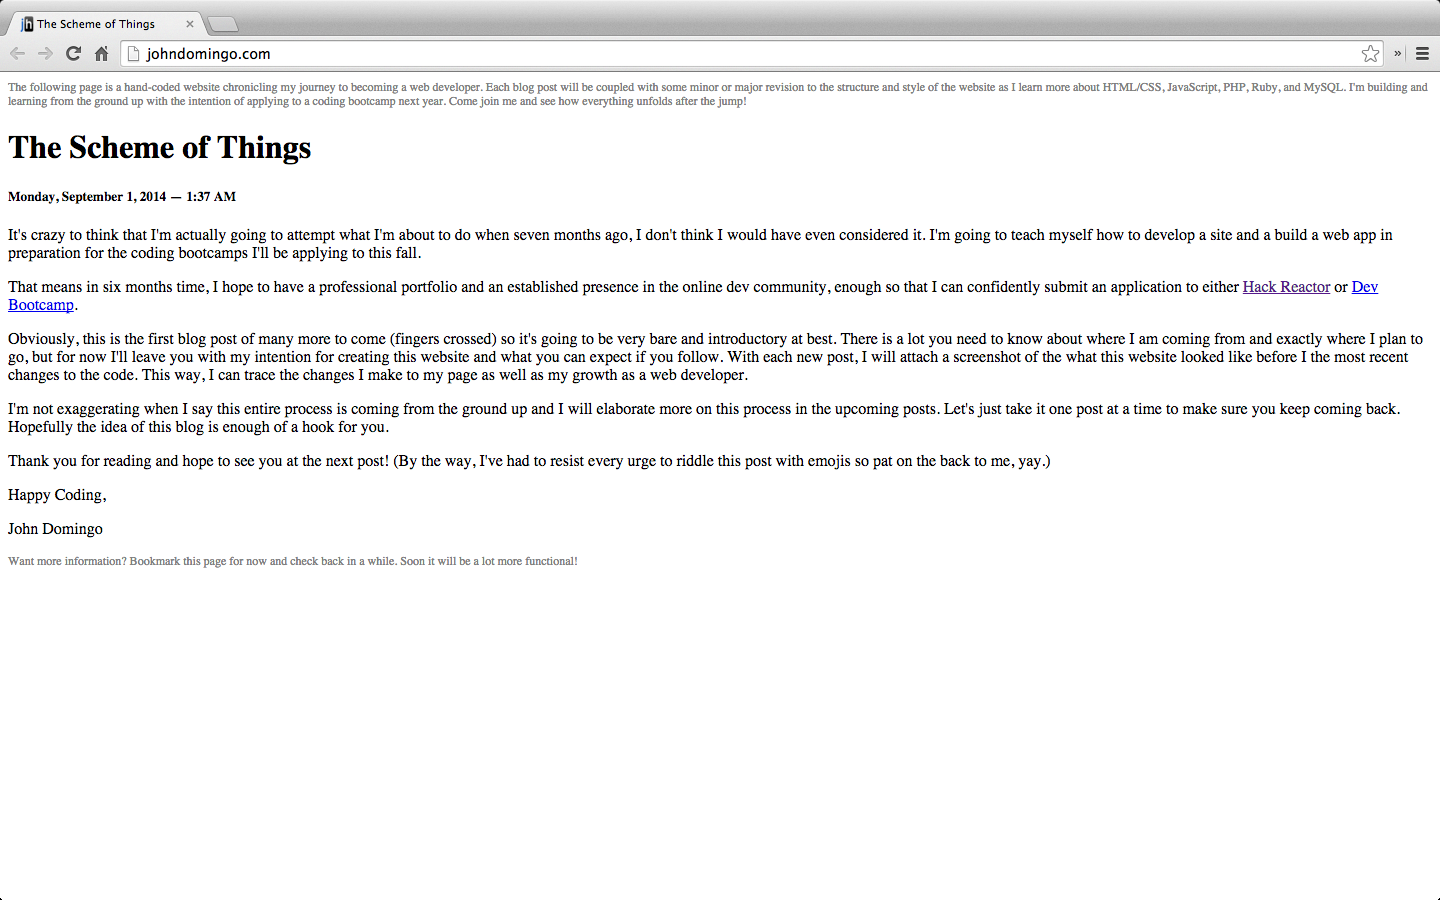 jh The Scheme of Things
johndomingo.com
The following page is a hand-coded website chronicling my journey to becoming a web developer. Each blog post will be coupled with some minor or major revision to the structure and style of the website as I learn more about HTML/CSS, JavaScript, PHP, Ruby, and MySQL. I'm building and
learning from the ground up with the intention of applying to a coding bootcamp next year. Come join me and see how everything unfolds after the jump!
The Scheme of Things
Monday, September 1, 2014 — 1:37 AM
It's crazy to think that I'm actually going to attempt what I'm about to do when seven months ago, I don't think I would have even considered it. I'm going to teach myself how to develop a site and a build a web app in
preparation for the coding bootcamps I'll be applying to this fall.
That means in six months time, I hope to have a professional portfolio and an established presence in the online dev community, enough so that I can confidently submit an application to either Hack Reactor or Dev
Bootcamp.
Obviously, this is the first blog post of many more to come (fingers crossed) so it's going to be very bare and introductory at best. There is a lot you need to know about where I am coming from and exactly where I plan to
go, but for now I'll leave you with my intention for creating this website and what you can expect if you follow. With each new post, I will attach a screenshot of the what this website looked like before I the most recent
changes to the code. This way, I can trace the changes I make to my page as well as my growth as a web developer.
I'm not exaggerating when I say this entire process is coming from the ground up and I will elaborate more on this process in the upcoming posts. Let's just take it one post at a time to make sure you keep coming back.
Hopefully the idea of this blog is enough of a hook for you.
Thank you for reading and hope to see you at the next post! (By the way, I've had to resist every urge to riddle this post with emojis so pat on the back to me, yay.)
Happy Coding,
John Domingo
Want more information? Bookmark this page for now and check back in a while. Soon it will be a lot more functional!